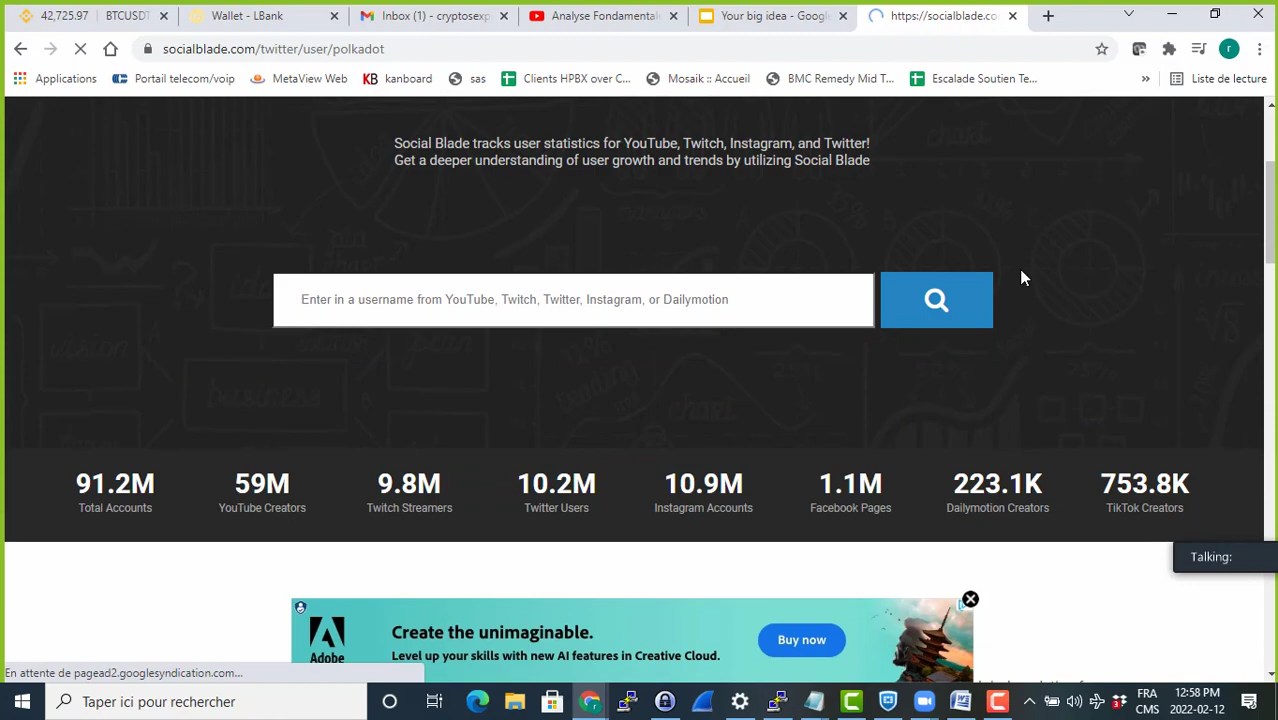 42,725.97 BTCUSDT
Wallet - LBank
Inbox (1) - cryptosexp
Analyse Fondamental
Your big idea - Google
https://socialblade.co
socialblade.com/twitter/user/polkadot
Applications
Portail telecom/voip
MetaView Web
KB kanboard
sas
Clients HPBX over C...
Mosaik :: Accueil
BMC Remedy Mid T...
Escalade Soutien Te...
»
Liste de lecture
Social Blade tracks user statistics for YouTube, Twitch, Instagram, and Twitter!
Get a deeper understanding of user growth and trends by utilizing Social Blade
Enter in a username from YouTube, Twitch, Twitter, Instagram, or Dailymotion
91.2M 59M 9.8M 10.2M 10.9M 1.1M 223.1K 753.8K
Total Accounts YouTube Creators Twitch Streamers Twitter Users Instagram Accounts Facebook Pages Dailymotion Creators TikTok Creators
Talking:
Create the unimaginable.
Buy now
Adobe
Level up your skills with new AI features in Creative Cloud.
En attente de pagead2.googlesyndication.com...
Taper ici pour rechercher
FRA
CMS
12:58 PM
2022-02-12